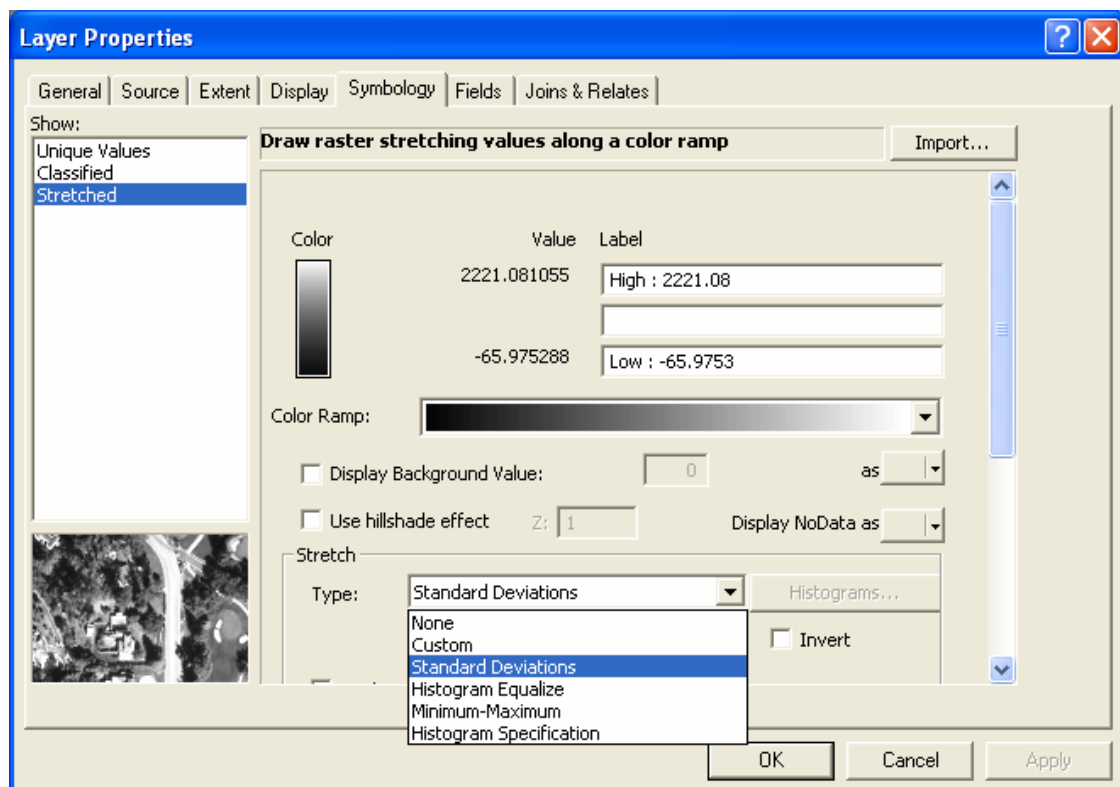 Layer Properties
General Source Extent Display Symbology Fields Joins & Relates
Show:
Unique Values
Classified
Stretched
Draw raster stretching values along a color ramp
Import...
Color Value Label
2221.081055 High : 2221.08
-65.975288 Low : -65.9753
Color Ramp:
Display Background Value: 0 as
Use hillshade effect Z: 1 Display NoData as
Stretch
Type: Standard Deviations Histograms...
None
Custom
Standard Deviations
Histogram Equalize
Minimum-Maximum
Histogram Specification
Invert
OK Cancel Apply